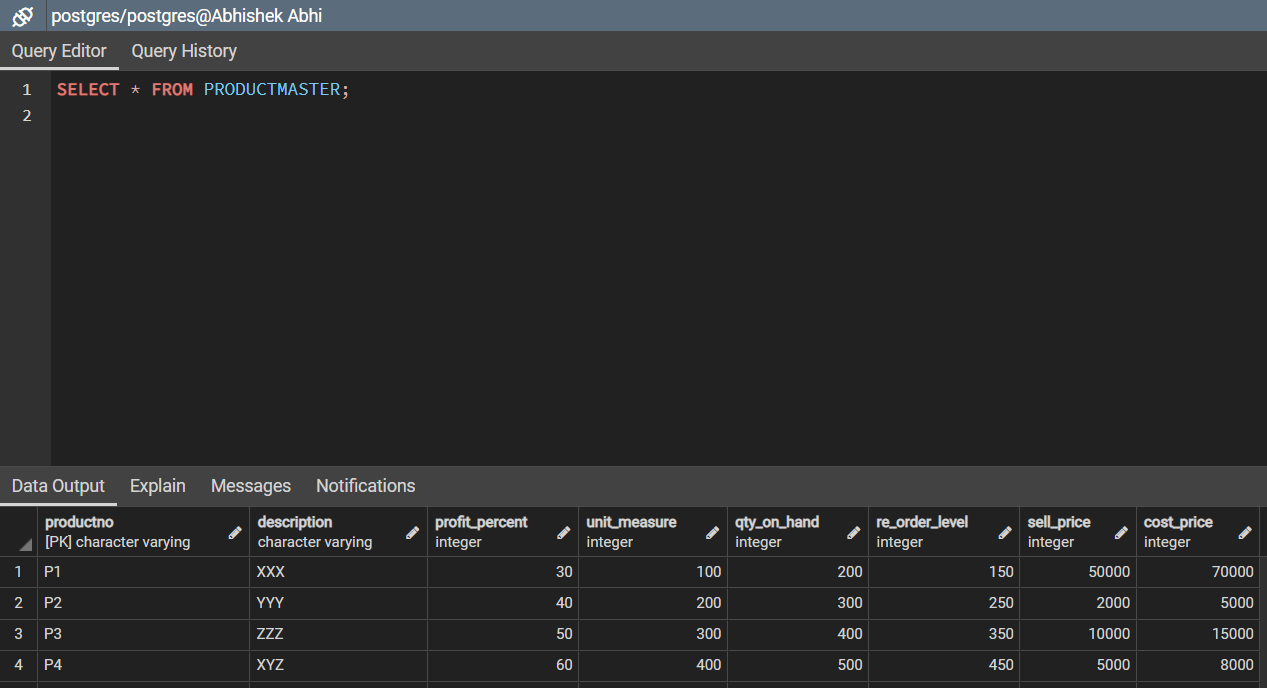 postgres/postgres@Abhishek Abhi
Query Editor Query History
1 SELECT * FROM PRODUCTMASTER;
2
Data Output Explain Messages Notifications
productno description profit_percent unit_measure qty_on_hand re_order_level sell_price cost_price
[PK] character varying character varying integer integer integer integer integer integer
1 P1 XXX 30 100 200 150 50000 70000
2 P2 YYY 40 200 300 250 2000 5000
3 P3 ZZZ 50 300 400 350 10000 15000
4 P4 XYZ 60 400 500 450 5000 8000